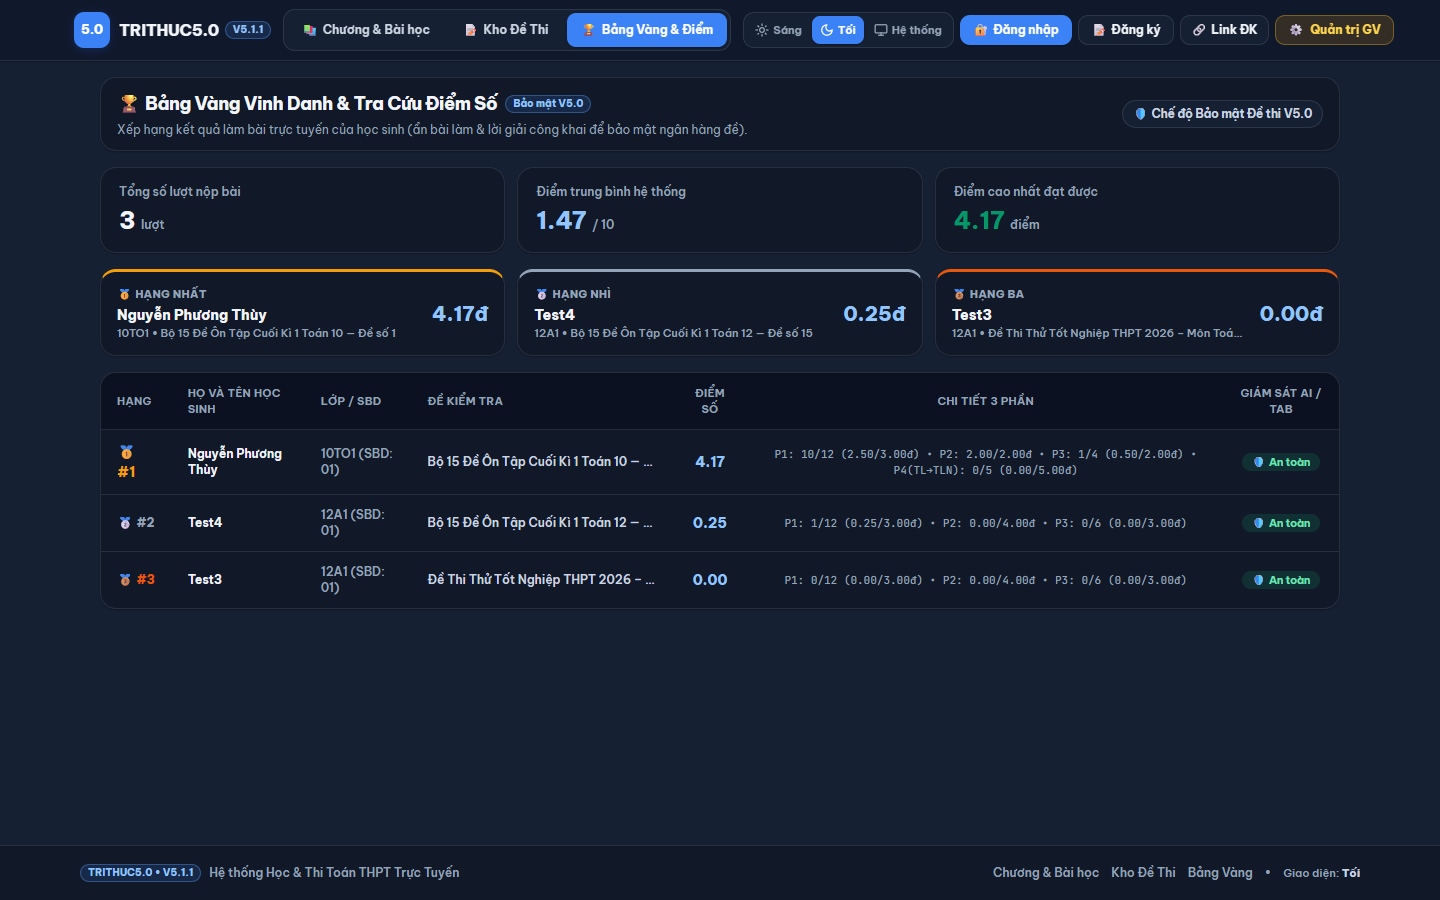 5.0 TRITHUC5.0 V5.1.1 Chương & Bài học Kho Đề Thi Bảng Vàng & Điểm Sáng Tối Hệ thống Đăng nhập Đăng ký Link ĐK Quản trị GV
Bảng Vàng Vinh Danh & Tra Cứu Điểm Số Bảo mật V5.0
Xếp hạng kết quả làm bài trực tuyến của học sinh (ẩn bài làm & lời giải công khai để bảo mật ngân hàng đề).
Chế độ Bảo mật Đề thi V5.0
Tổng số lượt nộp bài
3 lượt
Điểm trung bình hệ thống
1.47 / 10
Điểm cao nhất đạt được
4.17 điểm
HẠNG NHẤT
Nguyễn Phương Thùy
10TO1 • Bộ 15 Đề Ôn Tập Cuối Kì 1 Toán 10 — Đề số 1
4.17đ
HẠNG NHÌ
Test4
12A1 • Bộ 15 Đề Ôn Tập Cuối Kì 1 Toán 12 — Đề số 15
0.25đ
HẠNG BA
Test3
12A1 • Đề Thi Thử Tốt Nghiệp THPT 2026 – Môn Toá...
0.00đ
HẠNG HỌ VÀ TÊN HỌC SINH LỚP / SBD ĐỀ KIỂM TRA ĐIỂM SỐ CHI TIẾT 3 PHẦN GIÁM SÁT AI / TAB
#1 Nguyễn Phương Thùy 10TO1 (SBD: 01) Bộ 15 Đề Ôn Tập Cuối Kì 1 Toán 10 — ... 4.17 P1: 10/12 (2.50/3.00đ) • P2: 2.00/2.00đ • P3: 1/4 (0.50/2.00đ) • P4(TL→TLN): 0/5 (0.00/5.00đ) An toàn
#2 Test4 12A1 (SBD: 01) Bộ 15 Đề Ôn Tập Cuối Kì 1 Toán 12 — ... 0.25 P1: 1/12 (0.25/3.00đ) • P2: 0.00/4.00đ • P3: 0/6 (0.00/3.00đ) An toàn
#3 Test3 12A1 (SBD: 01) Đề Thi Thử Tốt Nghiệp THPT 2026 – ... 0.00 P1: 0/12 (0.00/3.00đ) • P2: 0.00/4.00đ • P3: 0/6 (0.00/3.00đ) An toàn
TRITHUC5.0 • V5.1.1 Hệ thống Học & Thi Toán THPT Trực Tuyến
Chương & Bài học Kho Đề Thi Bảng Vàng • Giao diện: Tối